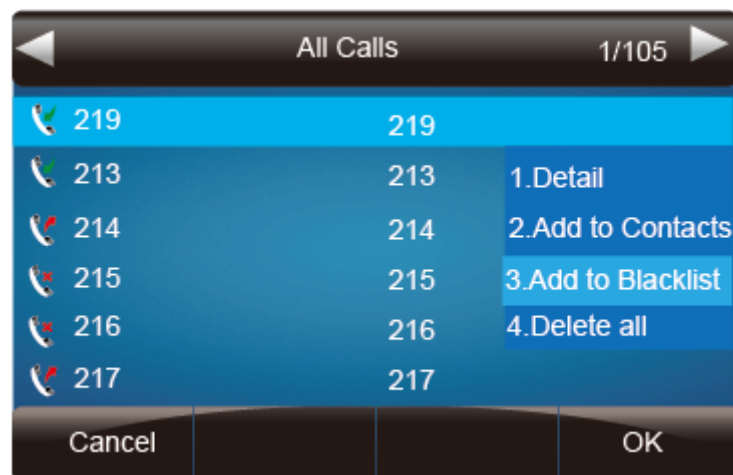 All Calls 1/105
219 219
213 213 1.Detail
214 214 2.Add to Contacts
215 215 3.Add to Blacklist
216 216 4.Delete all
217 217
Cancel OK